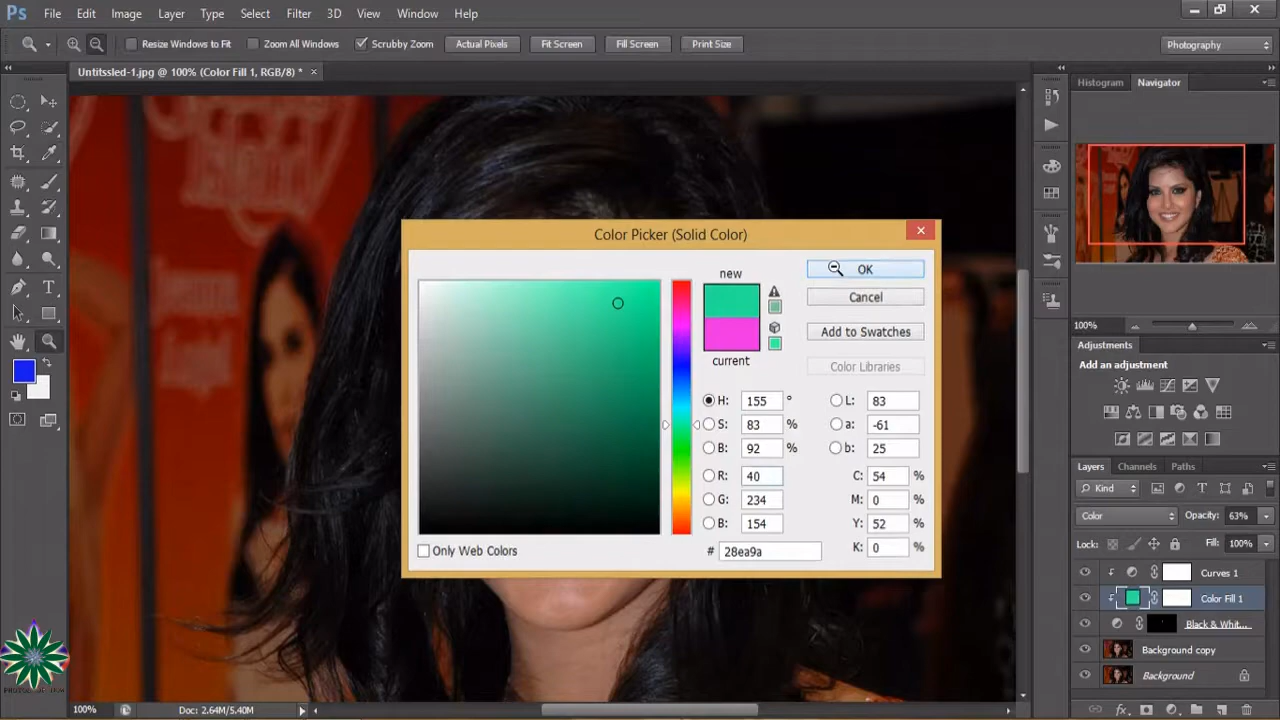 Ps File Edit Image Layer Type Select Filter 3D View Window Help
Resize Windows to Fit Zoom All Windows Scrubby Zoom Actual Pixels Fit Screen Fill Screen Print Size Photography
Untitssled-1.jpg @ 100% (Color Fill 1, RGB/8) * ×
Histogram Navigator
Color Picker (Solid Color)
new
OK
Cancel
Add to Swatches
current
Color Libraries
H: 155 °
L: 83
S: 83 %
a: -61
B: 92 %
b: 25
R: 40
C: 54 %
G: 234
M: 0 %
B: 154
Y: 52 %
Only Web Colors
# 28ea9a
K: 0 %
100%
Adjustments
Add an adjustment
Layers Channels Paths
Kind
Color Opacity: 63%
Lock: Fill: 100%
Curves 1
Color Fill 1
Black & Whit...
Background copy
Background
100% Doc: 2.64M/5.40M